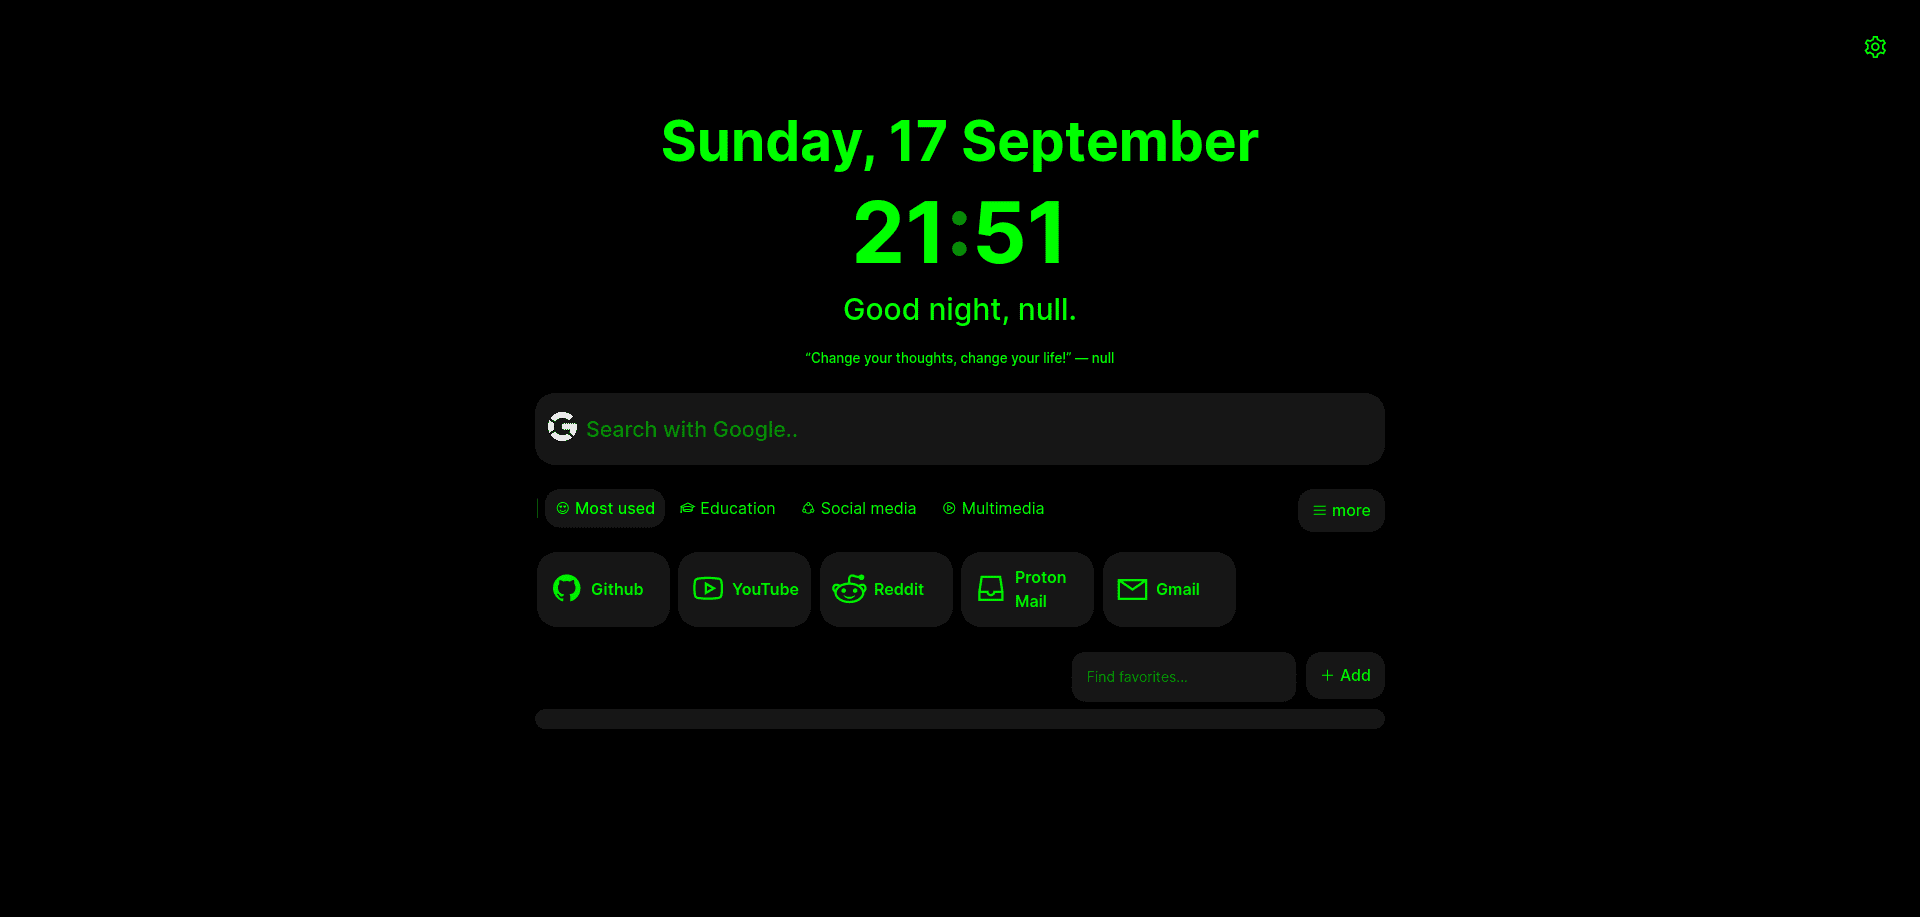 Sunday, 17 September
21:51
Good night, null.
“Change your thoughts, change your life!” — null
Search with Google..
Most used Education Social media Multimedia more
Github YouTube Reddit Proton Mail Gmail
Find favorites... + Add